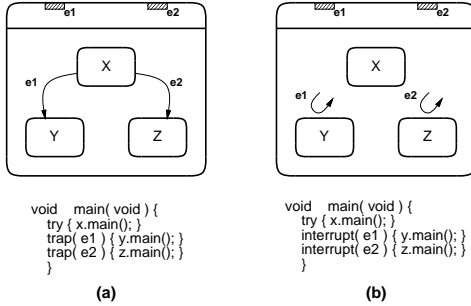 e1 e2
X
e1 e2
Y Z
void main( void ) {
try { x.main(); }
trap( e1 ) { y.main(); }
trap( e2 ) { z.main(); }
}
(a)
e1 e2
X
e1 e2
Y Z
void main( void ) {
try { x.main(); }
interrupt( e1 ) { y.main(); }
interrupt( e2 ) { z.main(); }
}
(b)